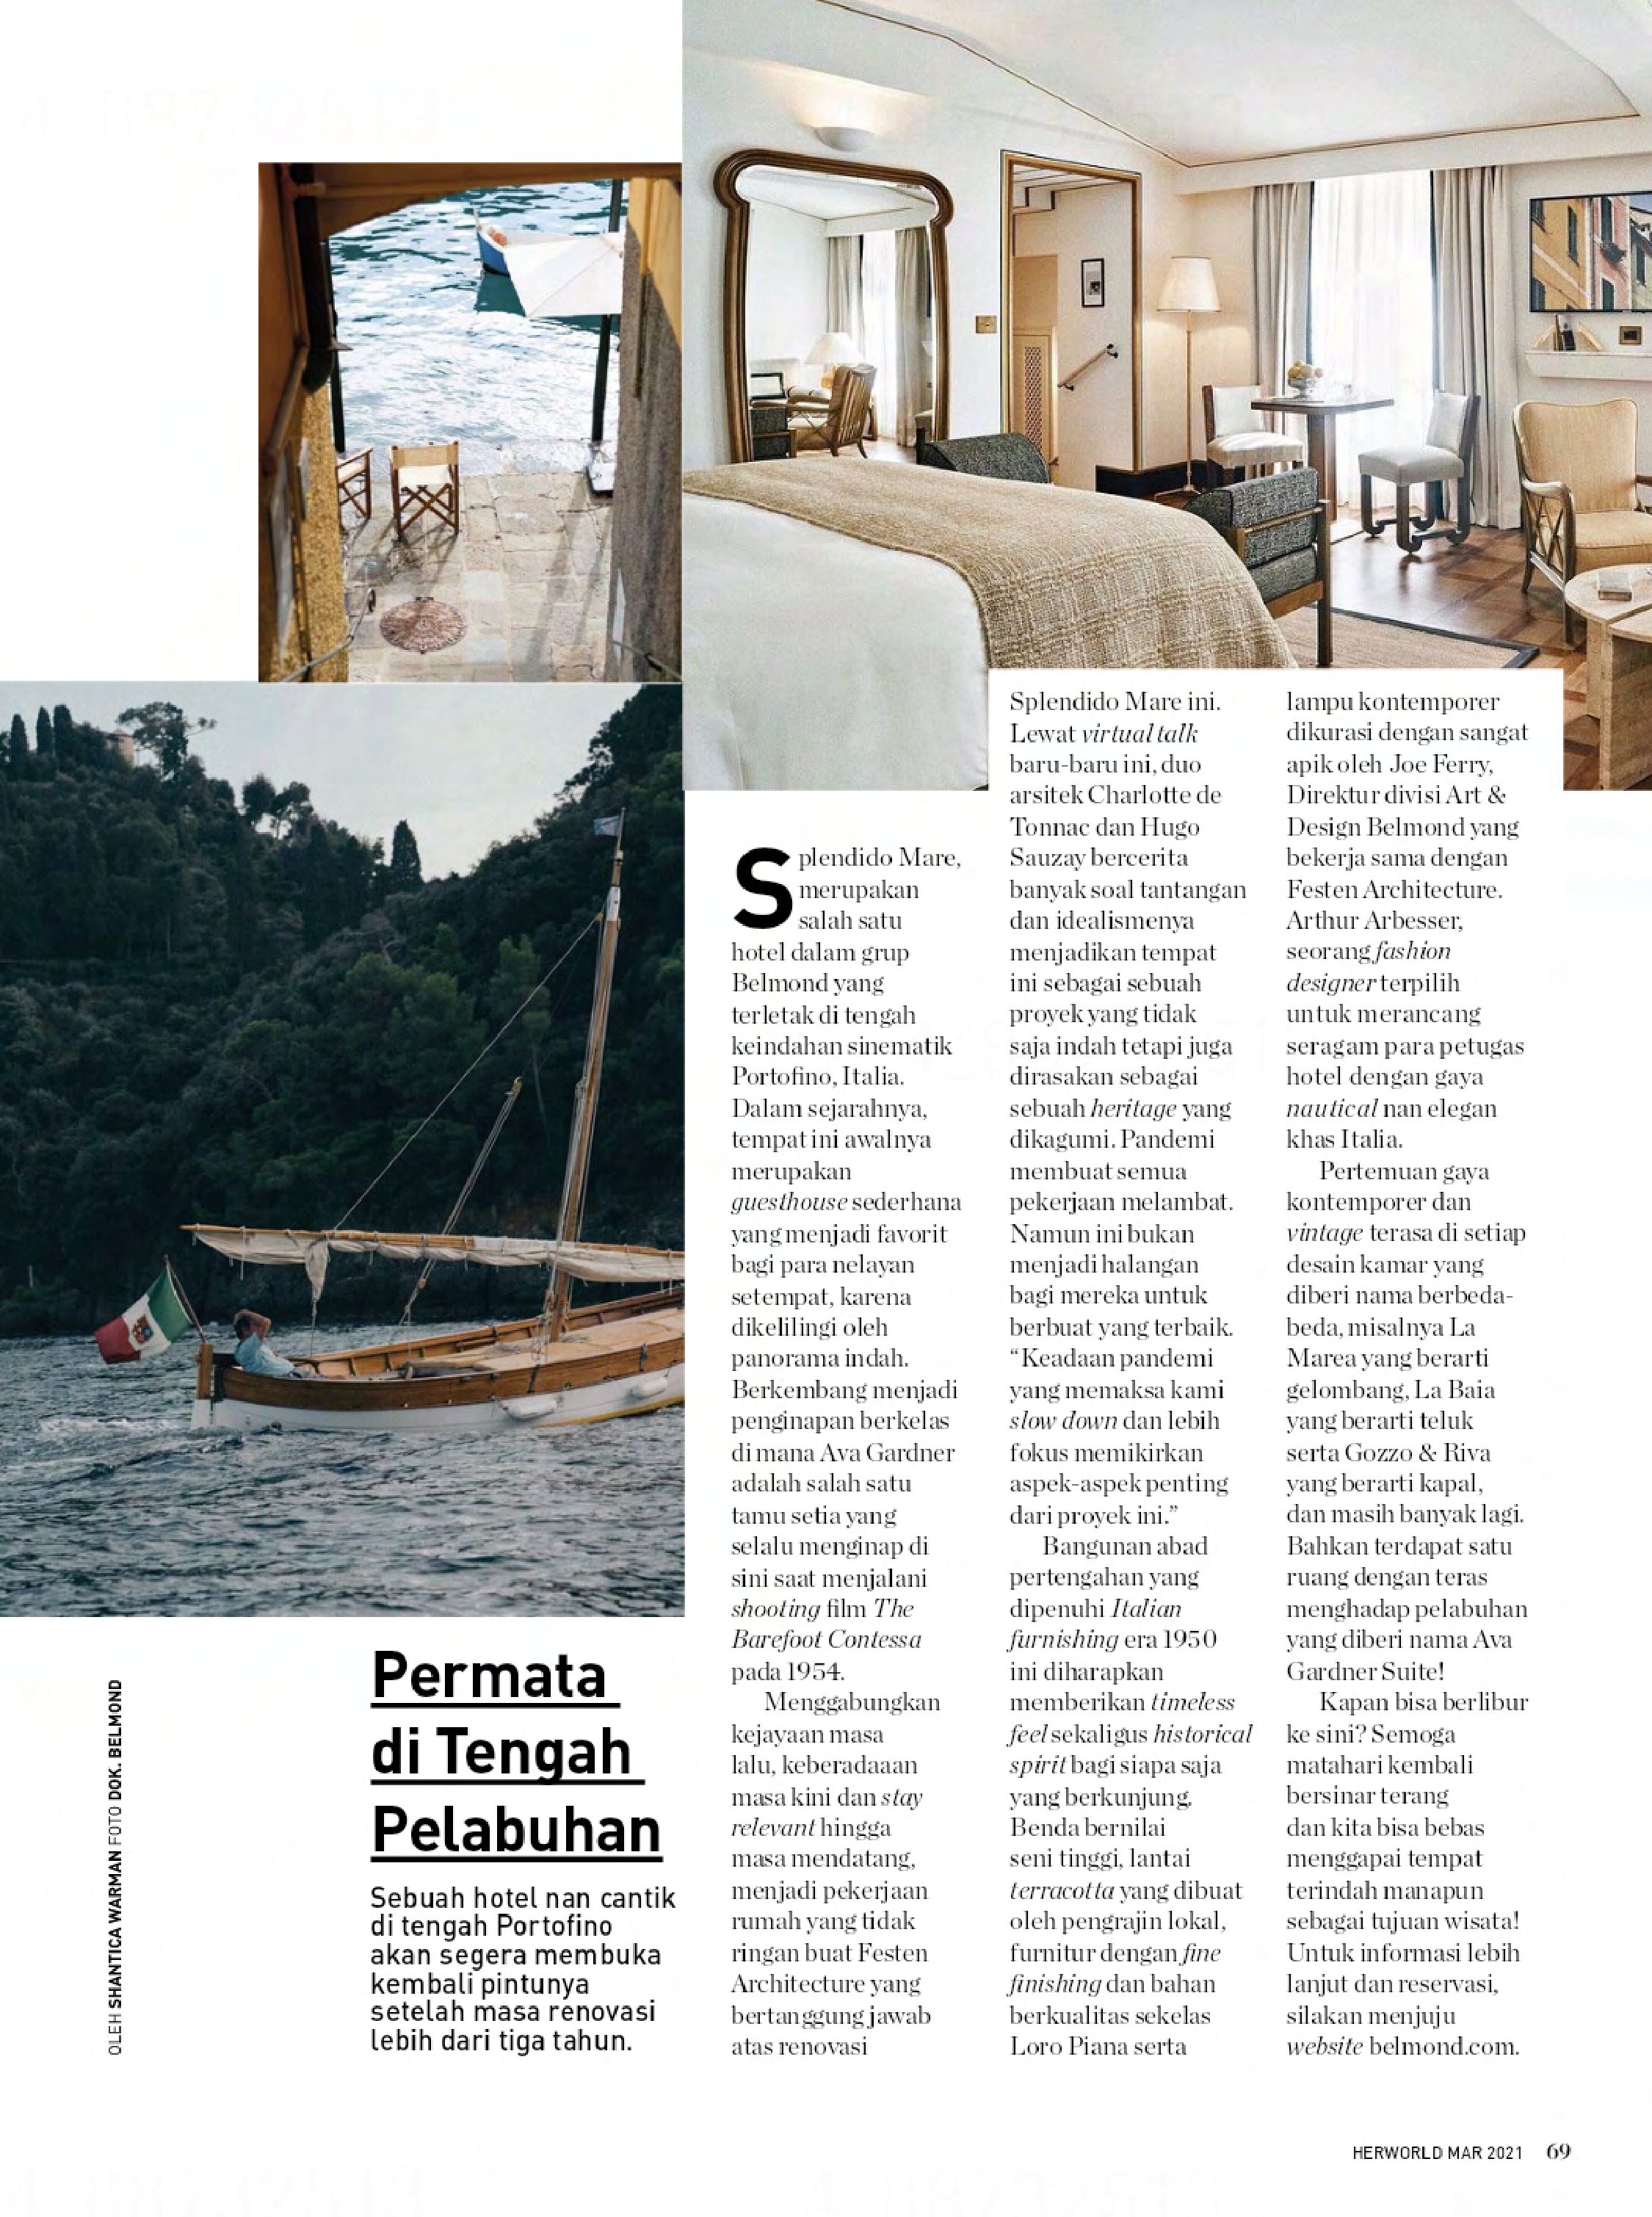 Permata
di Tengah
Pelabuhan
Sebuah hotel nan cantik
di tengah Portofino
akan segera membuka
kembali pintunya
setelah masa renovasi
lebih dari tiga tahun.
OLEH SHANTICA WARMAN FOTO DOK. BELMOND
Splendido Mare,
merupakan
salah satu
hotel dalam grup
Belmond yang
terletak di tengah
keindahan sinematik
Portofino, Italia.
Dalam sejarahnya,
tempat ini awalnya
merupakan
guesthouse sederhana
yang menjadi favorit
bagi para nelayan
setempat, karena
dikelilingi oleh
panorama indah.
Berkembang menjadi
penginapan berkelas
di mana Ava Gardner
adalah salah satu
tamu setia yang
selalu menginap di
sini saat menjalani
shooting film The
Barefoot Contessa
pada 1954.
Menggabungkan
kejayaan masa
lalu, keberadaaan
masa kini dan stay
relevant hingga
masa mendatang,
menjadi pekerjaan
rumah yang tidak
ringan buat Festen
Architecture yang
bertanggung jawab
atas renovasi
Splendido Mare ini.
Lewat virtual talk
baru-baru ini, duo
arsitek Charlotte de
Tonnac dan Hugo
Sauzay bercerita
banyak soal tantangan
dan idealismenya
menjadikan tempat
ini sebagai sebuah
proyek yang tidak
saja indah tetapi juga
dirasakan sebagai
sebuah heritage yang
dikagumi. Pandemi
membuat semua
pekerjaan melambat.
Namun ini bukan
menjadi halangan
bagi mereka untuk
berbuat yang terbaik.
“Keadaan pandemi
yang memaksa kami
slow down dan lebih
fokus memikirkan
aspek-aspek penting
dari proyek ini.”
Bangunan abad
pertengahan yang
dipenuhi Italian
furnishing era 1950
ini diharapkan
memberikan timeless
feel sekaligus historical
spirit bagi siapa saja
yang berkunjung.
Benda bernilai
seni tinggi, lantai
terracotta yang dibuat
oleh pengrajin lokal,
furnitur dengan fine
finishing dan bahan
berkualitas sekelas
Loro Piana serta
lampu kontemporer
dikurasi dengan sangat
apik oleh Joe Ferry,
Direktur divisi Art &
Design Belmond yang
bekerja sama dengan
Festen Architecture.
Arthur Arbesser,
seorang fashion
designer terpilih
untuk merancang
seragam para petugas
hotel dengan gaya
nautical nan elegan
khas Italia.
Pertemuan gaya
kontemporer dan
vintage terasa di setiap
desain kamar yang
diberi nama berbeda-
beda, misalnya La
Marea yang berarti
gelombang, La Baia
yang berarti teluk
serta Gozzo & Riva
yang berarti kapal,
dan masih banyak lagi.
Bahkan terdapat satu
ruang dengan teras
menghadap pelabuhan
yang diberi nama Ava
Gardner Suite!
Kapan bisa berlibur
ke sini? Semoga
matahari kembali
bersinar terang
dan kita bisa bebas
menggapai tempat
terindah manapun
sebagai tujuan wisata!
Untuk informasi lebih
lanjut dan reservasi,
silakan menjuju
website belmond.com.
HERWORLD MAR 2021 69